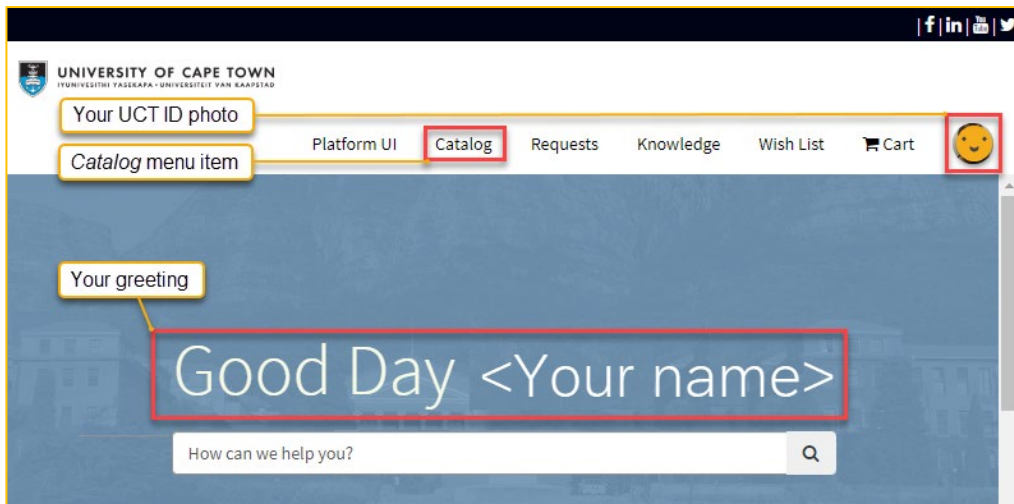 UNIVERSITY OF CAPE TOWN
IYUNIVESITHI YASEKAPA • UNIVERSITEIT VAN KAAPSTAD
Your UCT ID photo
Platform UI Catalog Requests Knowledge Wish List Cart
Catalog menu item
Your greeting
Good Day <Your name>
How can we help you?